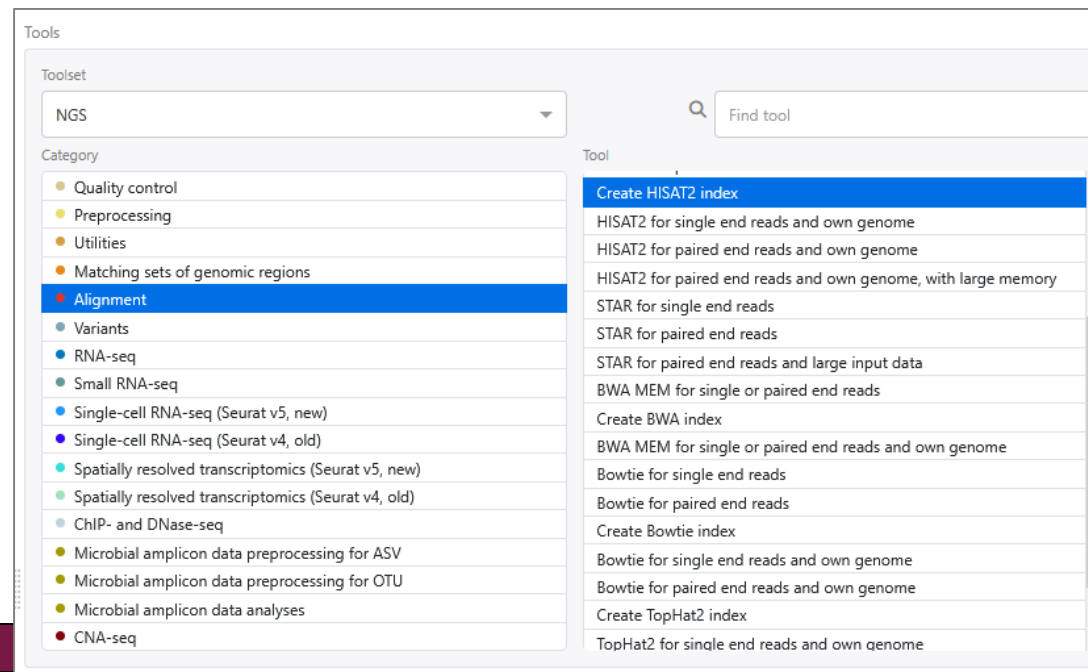 Tools
Toolset
NGS
Find tool
Category
Quality control
Preprocessing
Utilities
Matching sets of genomic regions
Alignment
Variants
RNA-seq
Small RNA-seq
Single-cell RNA-seq (Seurat v5, new)
Single-cell RNA-seq (Seurat v4, old)
Spatially resolved transcriptomics (Seurat v5, new)
Spatially resolved transcriptomics (Seurat v4, old)
ChIP- and DNase-seq
Microbial amplicon data preprocessing for ASV
Microbial amplicon data preprocessing for OTU
Microbial amplicon data analyses
CNA-seq
Tool
Create HISAT2 index
HISAT2 for single end reads and own genome
HISAT2 for paired end reads and own genome
HISAT2 for paired end reads and own genome, with large memory
STAR for single end reads
STAR for paired end reads
STAR for paired end reads and large input data
BWA MEM for single or paired end reads
Create BWA index
BWA MEM for single or paired end reads and own genome
Bowtie for single end reads
Bowtie for paired end reads
Create Bowtie index
Bowtie for single end reads and own genome
Bowtie for paired end reads and own genome
Create TopHat2 index
TopHat2 for single end reads and own genome